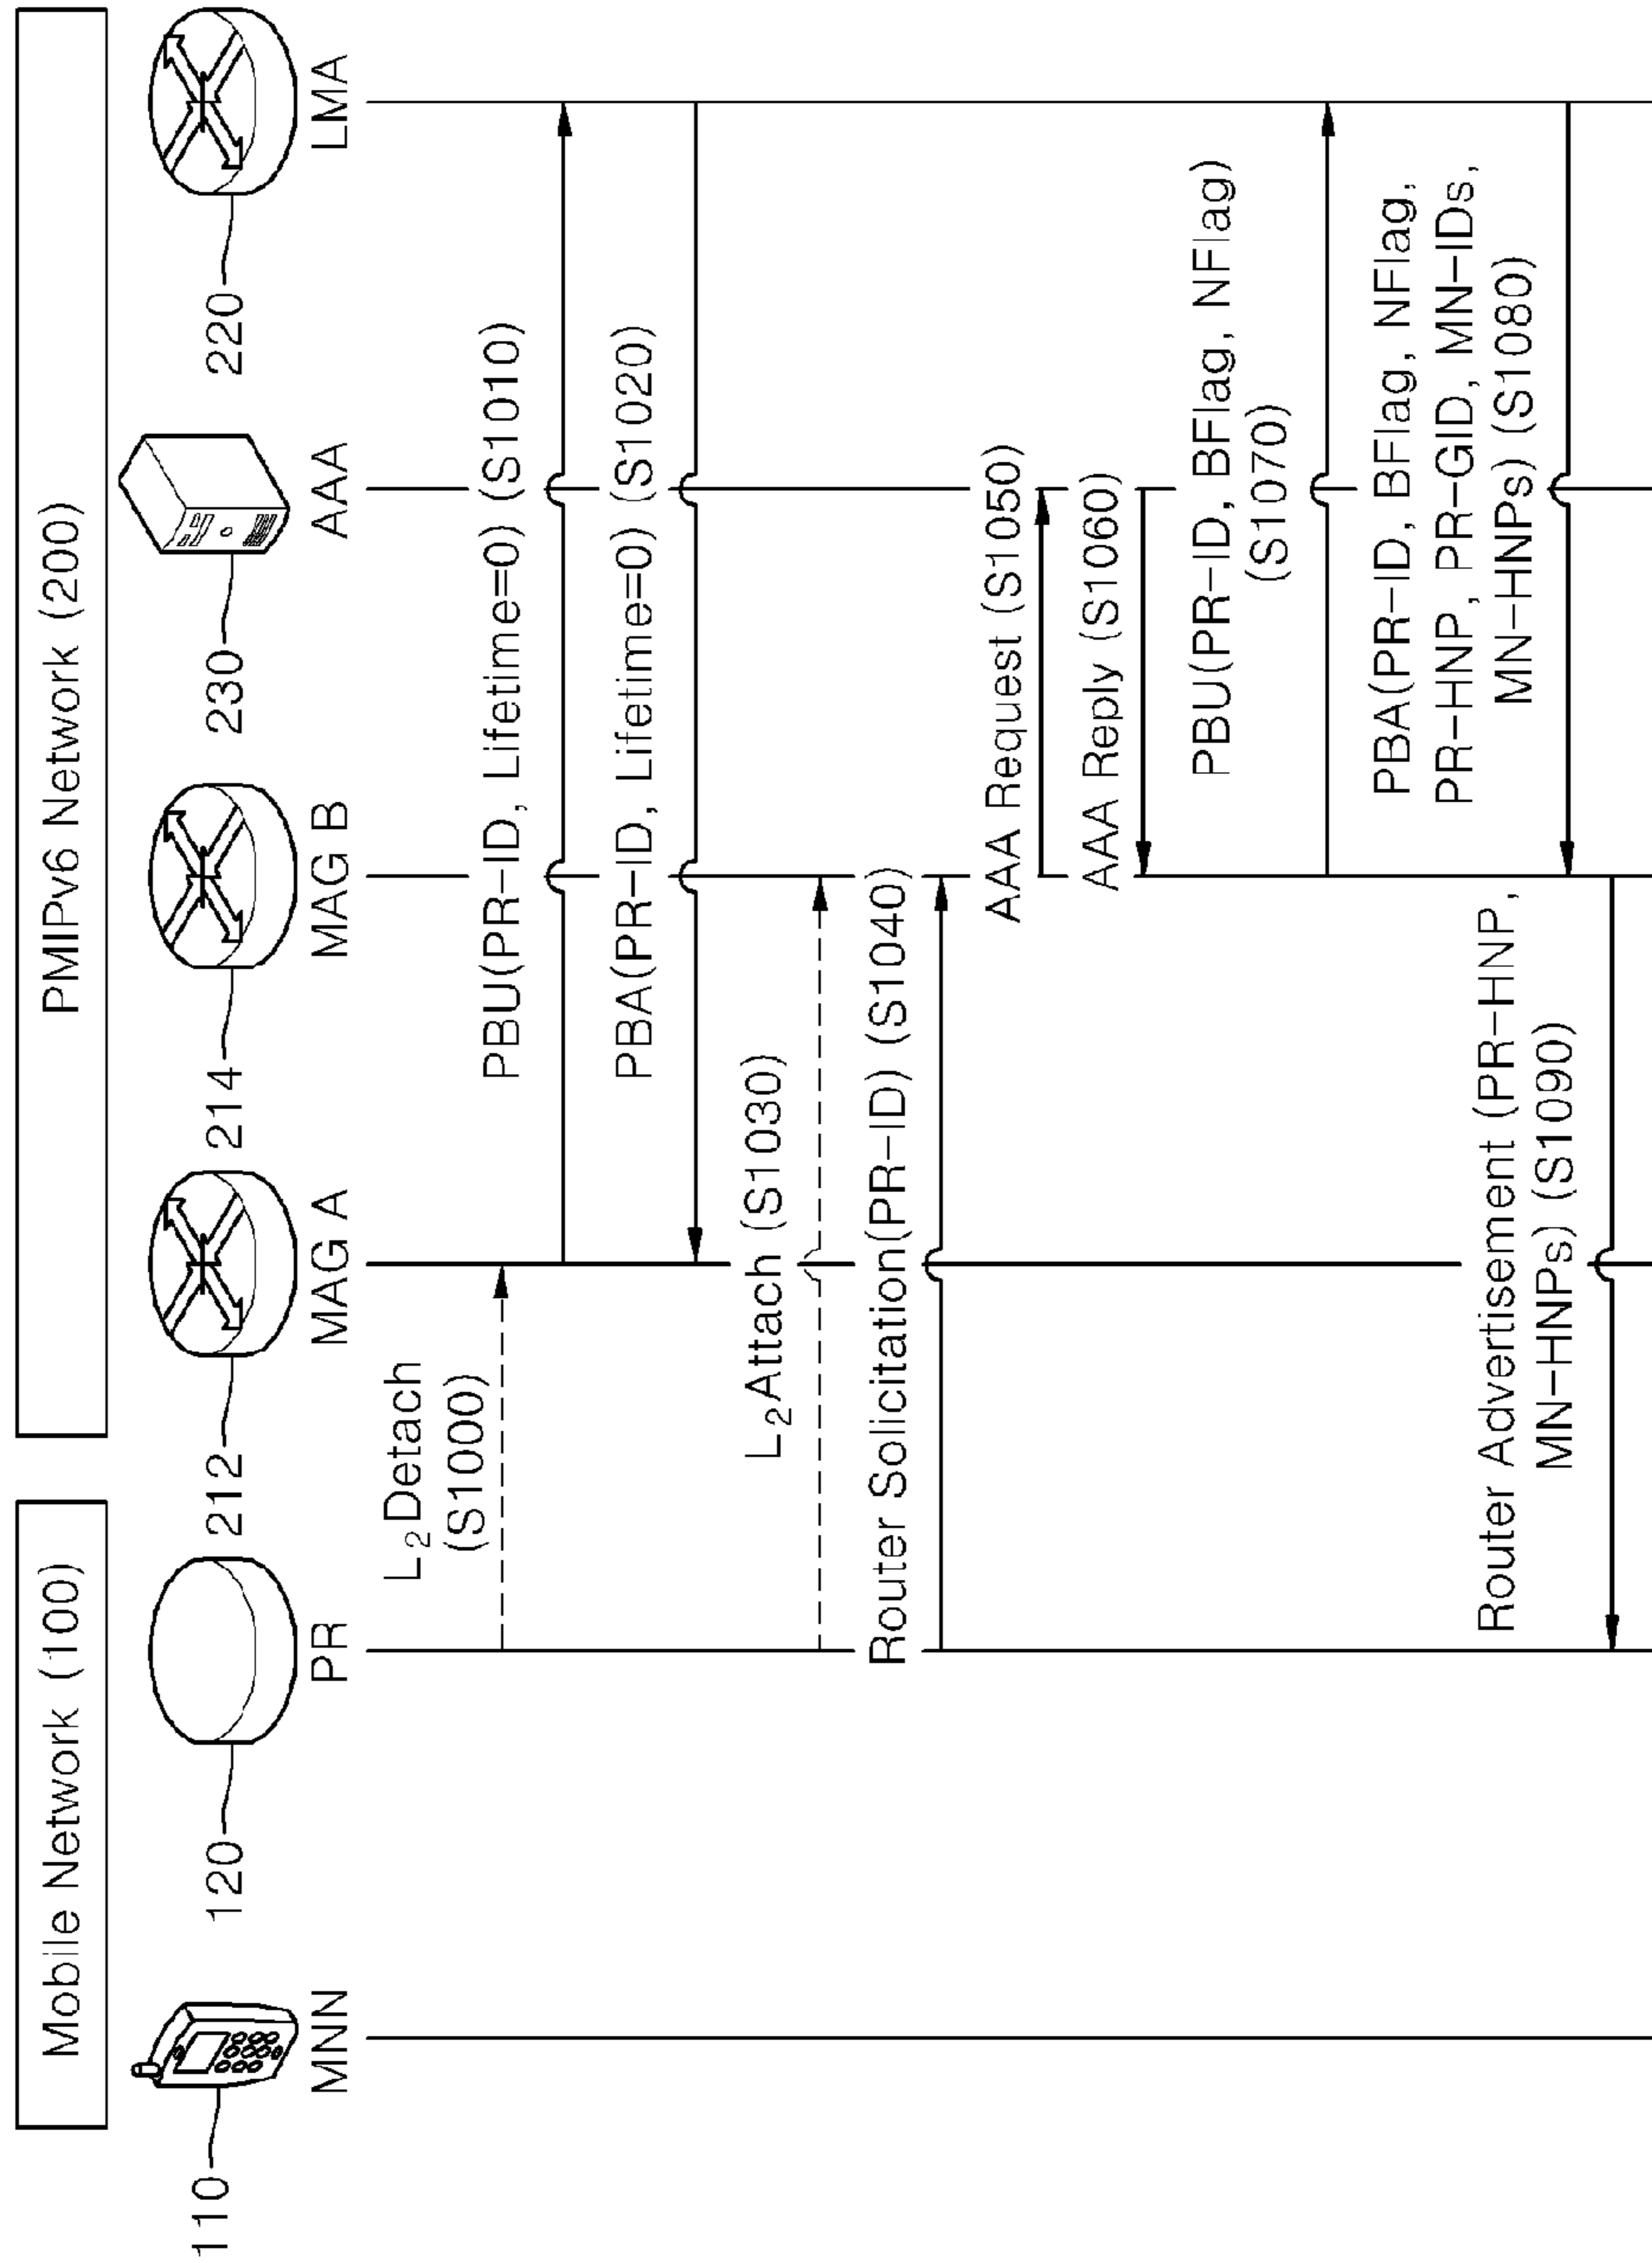 Mobile Network (100)
PMIPv6 Network (200)
110
120
212
214
230
220
MNN
PR
MAG A
MAG B
AAA
LMA
L2Detach
(S1000)
PBU(PR-ID, Lifetime=0) (S1010)
PBA(PR-ID, Lifetime=0) (S1020)
L2Attach (S1030)
Router Solicitation(PR-ID) (S1040)
AAA Request (S1050)
AAA Reply (S1060)
PBU(PR-ID, BFlag, NFlag)
(S1070)
PBA(PR-ID, BFlag, NFlag,
PR-HNP, PR-GID, MN-IDs,
MN-HNPs) (S1080)
Router Advertisement (PR-HNP,
MN-HNPs) (S1090)